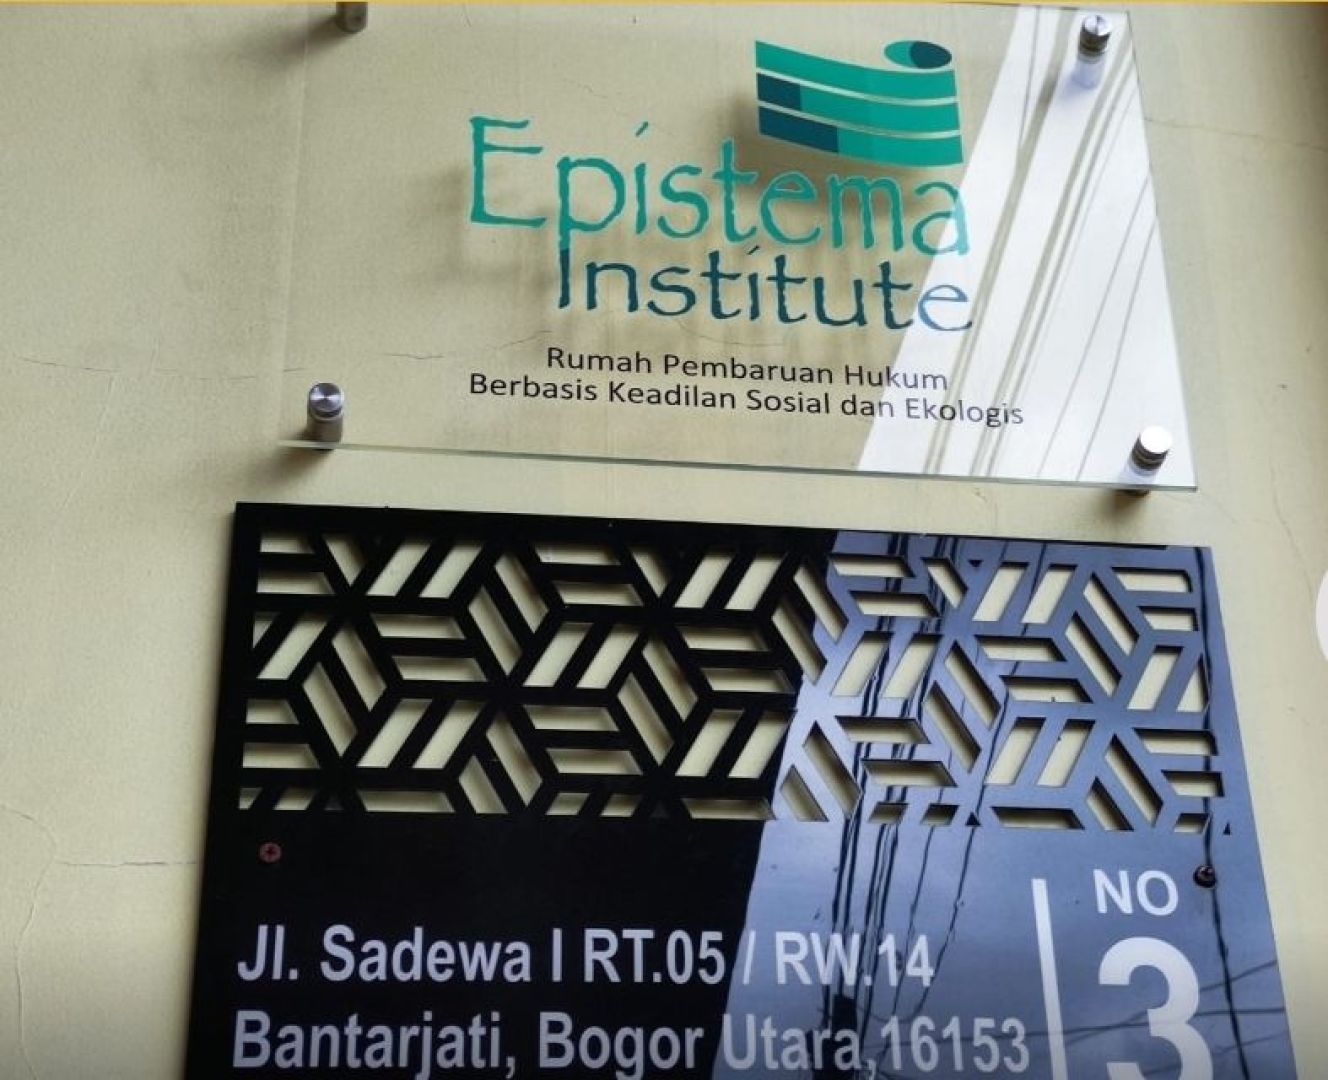 Epistema
Institute
Rumah Pembaruan Hukum
Berbasis Keadilan Sosial dan Ekologis
NO
3
Jl. Sadewa I RT.05 / RW.14
Bantarjati, Bogor Utara,16153